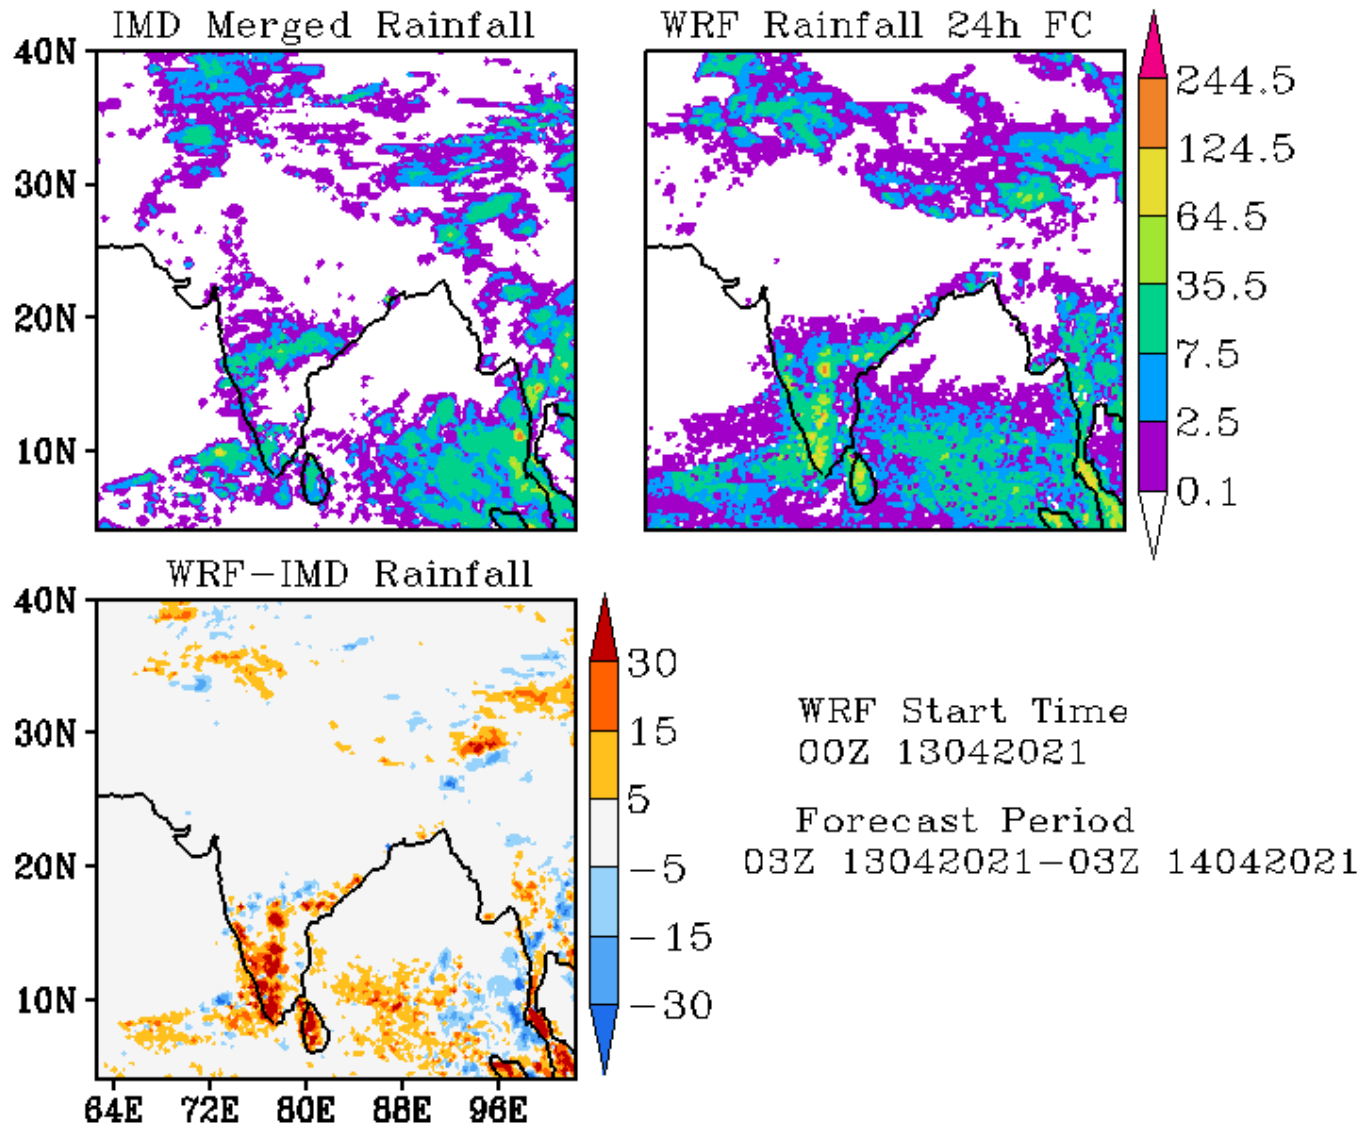 IMD Merged Rainfall
WRF Rainfall 24h FC
40N
30N
20N
10N
244.5
124.5
64.5
35.5
7.5
2.5
0.1
WRF-IMD Rainfall
40N
30N
20N
10N
64E 72E 80E 88E 96E
30
15
5
-5
-15
-30
WRF Start Time
00Z 13042021
Forecast Period
03Z 13042021-03Z 14042021